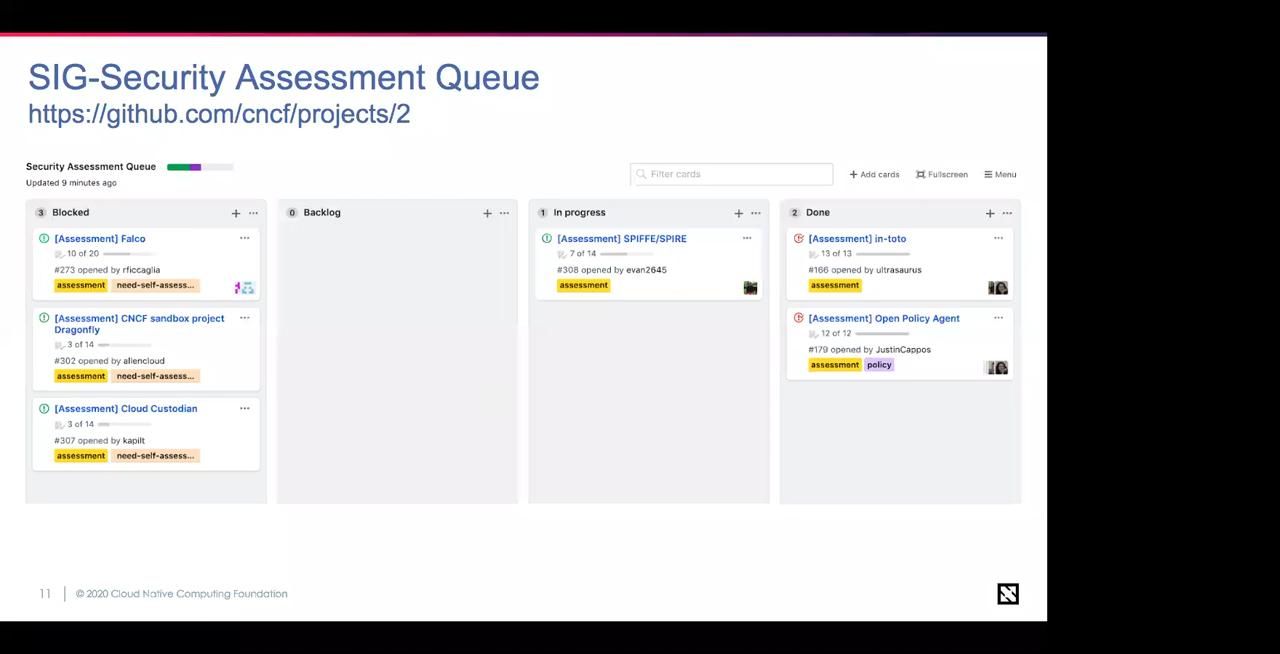 SIG-Security Assessment Queue
https://github.com/cncf/projects/2
Security Assessment Queue
Updated 9 minutes ago
Filter cards
+ Add cards
Fullscreen
Menu
3 Blocked
[Assessment] Falco
10 of 20
#273 opened by rficcaglia
assessment need-self-assess...
[Assessment] CNCF sandbox project
Dragonfly
3 of 14
#302 opened by allencloud
assessment need-self-assess...
[Assessment] Cloud Custodian
3 of 14
#307 opened by kapilt
assessment need-self-assess...
0 Backlog
1 In progress
[Assessment] SPIFFE/SPIRE
7 of 14
#308 opened by evan2645
assessment
2 Done
[Assessment] in-toto
13 of 13
#166 opened by ultrasaurus
assessment
[Assessment] Open Policy Agent
12 of 12
#179 opened by JustinCappos
assessment policy
11 | © 2020 Cloud Native Computing Foundation